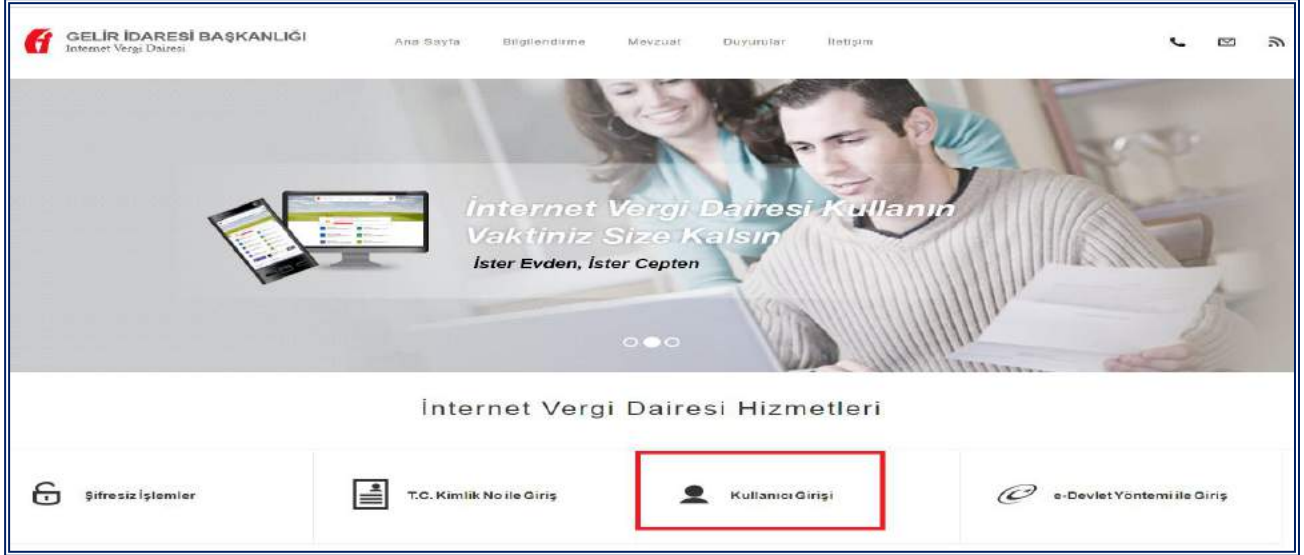 GELİR İDARESİ BAŞKANLIĞI
İnternet Vergi Dairesi
Ana Sayfa Bilgilendirme Mevzuat Duyurular İletişim
İnternet Vergi Dairesi Kullanın
Vaktiniz Size Kalsın
İster Evden, İster Cepten
İnternet Vergi Dairesi Hizmetleri
Şifresiz İşlemler
T.C. Kimlik No ile Giriş
Kullanıcı Girişi
e-Devlet Yöntemi ile Giriş